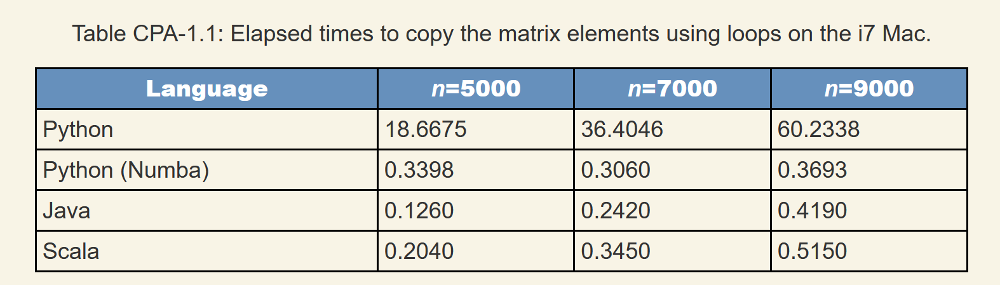 Table CPA-1.1: Elapsed times to copy the matrix elements using loops on the i7 Mac.
Language n=5000 n=7000 n=9000
Python 18.6675 36.4046 60.2338
Python (Numba) 0.3398 0.3060 0.3693
Java 0.1260 0.2420 0.4190
Scala 0.2040 0.3450 0.5150